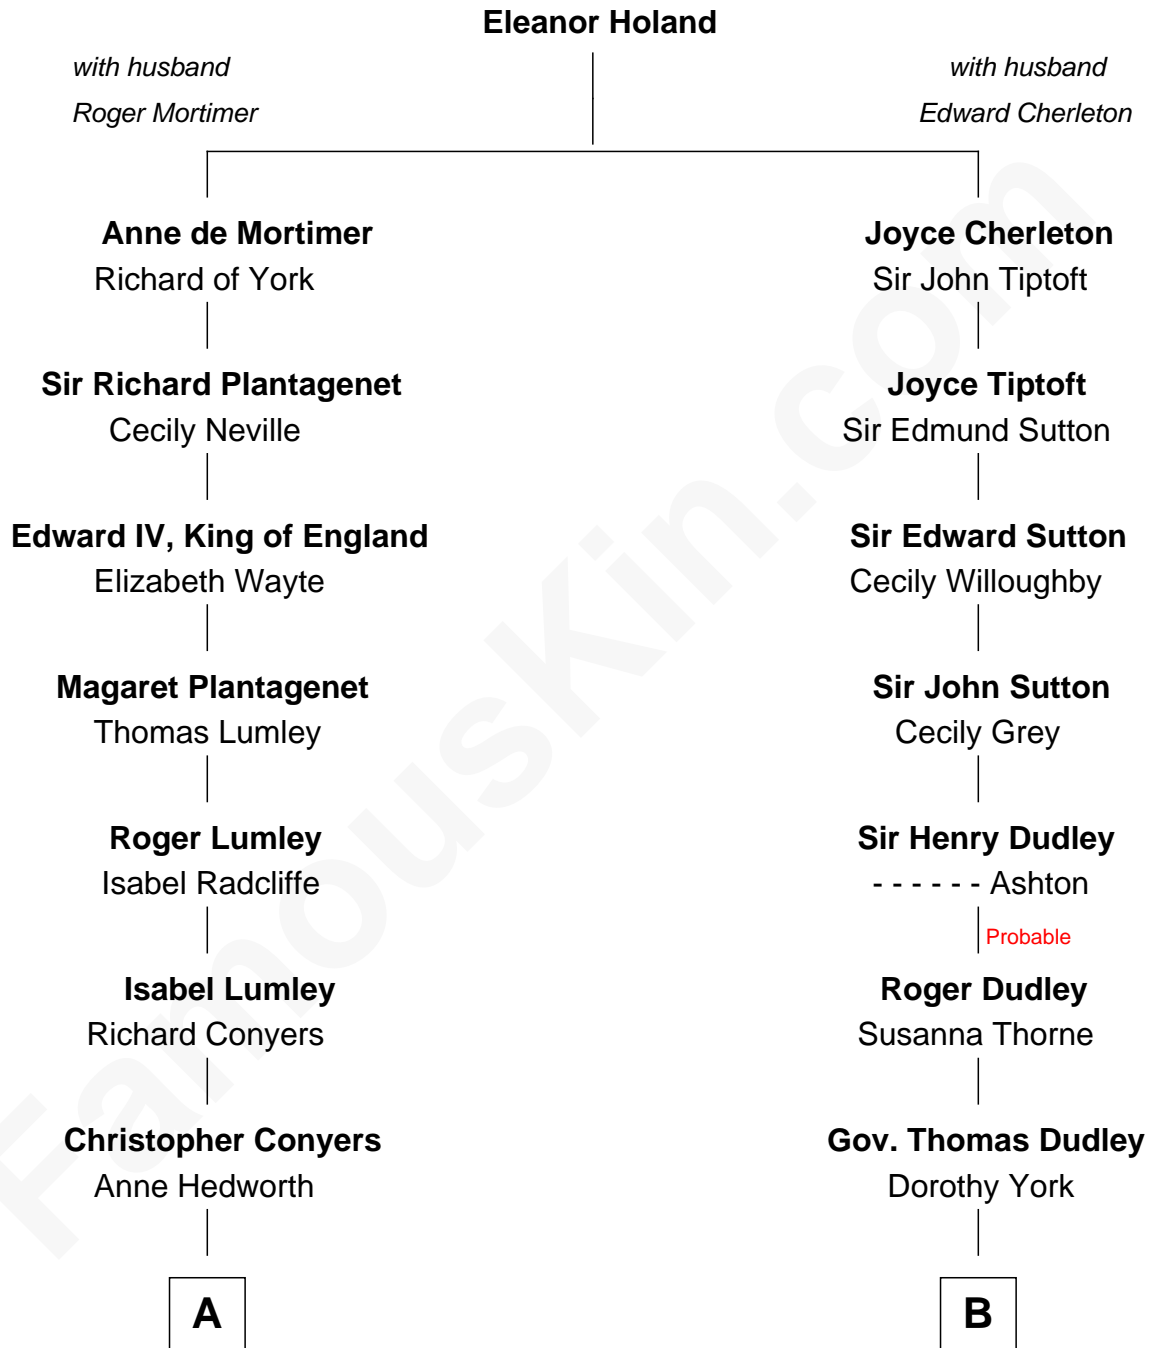 Eleanor Holand
with husband
Roger Mortimer
with husband
Edward Cherleton
Anne de Mortimer
Richard of York
Joyce Cherleton
Sir John Tiptoft
Sir Richard Plantagenet
Cecily Neville
Joyce Tiptoft
Sir Edmund Sutton
Edward IV, King of England
Elizabeth Wayte
Sir Edward Sutton
Cecily Willoughby
Magaret Plantagenet
Thomas Lumley
Sir John Sutton
Cecily Grey
Roger Lumley
Isabel Radcliffe
Sir Henry Dudley
- - - - - - Ashton
Probable
Isabel Lumley
Richard Conyers
Roger Dudley
Susanna Thorne
Christopher Conyers
Anne Hedworth
Gov. Thomas Dudley
Dorothy York
A
B
FamousKin.com